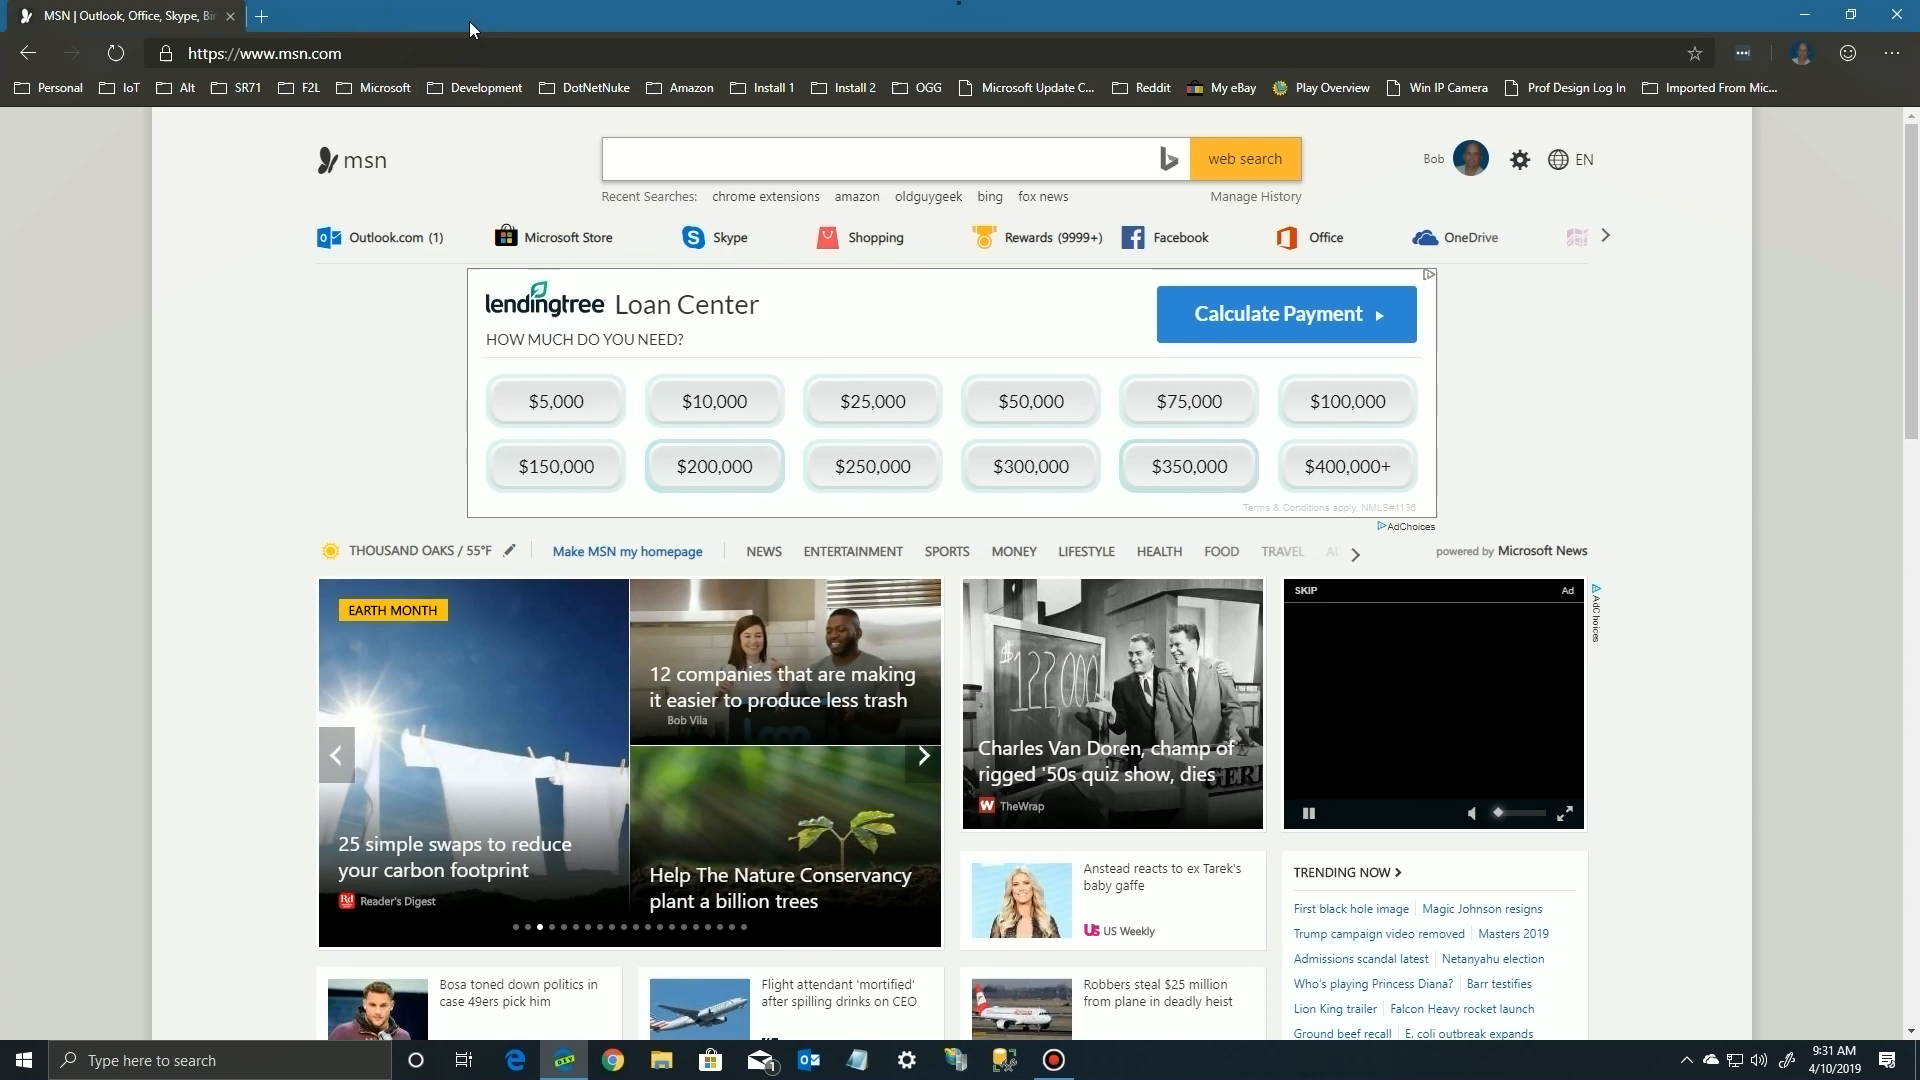 MSN | Outlook, Office, Skype, Bi
https://www.msn.com
Personal IoT Alt SR71 F2L Microsoft Development DotNetNuke Amazon Install 1 Install 2 OGG Microsoft Update C... Reddit My eBay Play Overview Win IP Camera Prof Design Log In Imported From Mic...
msn
web search
Bob
EN
Recent Searches: chrome extensions amazon oldguygeek bing fox news Manage History
Outlook.com (1) Microsoft Store Skype Shopping Rewards (9999+) Facebook Office OneDrive
lendingtree Loan Center
Calculate Payment
HOW MUCH DO YOU NEED?
$5,000 $10,000 $25,000 $50,000 $75,000 $100,000
$150,000 $200,000 $250,000 $300,000 $350,000 $400,000+
Terms & Conditions apply. NMLS#1136
AdChoices
THOUSAND OAKS / 55°F Make MSN my homepage NEWS ENTERTAINMENT SPORTS MONEY LIFESTYLE HEALTH FOOD TRAVEL powered by Microsoft News
EARTH MONTH
25 simple swaps to reduce
your carbon footprint
Rd Reader's Digest
12 companies that are making
it easier to produce less trash
Bob Vila
Help The Nature Conservancy
plant a billion trees
$122,000
Charles Van Doren, champ of
rigged '50s quiz show, dies
W TheWrap
SKIP Ad
AdChoices
Anstead reacts to ex Tarek's
baby gaffe
Us US Weekly
TRENDING NOW
First black hole image Magic Johnson resigns
Trump campaign video removed Masters 2019
Admissions scandal latest Netanyahu election
Who's playing Princess Diana? Barr testifies
Lion King trailer Falcon Heavy rocket launch
Ground beef recall E. coli outbreak expands
Bosa toned down politics in
case 49ers pick him
Flight attendant 'mortified'
after spilling drinks on CEO
Robbers steal $25 million
from plane in deadly heist
Type here to search
1
9:31 AM
4/10/2019